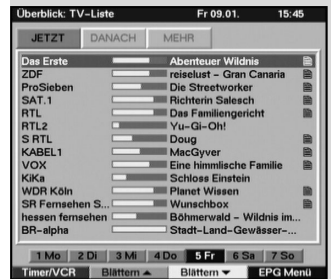 Überblick: TV-Liste Fr 09.01. 15:45
JETZT DANACH MEHR
Das Erste Abenteuer Wildnis
ZDF reiselust - Gran Canaria
ProSieben Die Streetworker
SAT.1 Richterin Salesch
RTL Das Familiengericht
RTL2 Yu-Gi-Oh!
S RTL Doug
KABEL1 MacGyver
VOX Eine himmlische Familie
KiKa Schloss Einstein
WDR Köln Planet Wissen
SR Fernsehen S... Wunschbox
hessen fernsehen Böhmerwald - Wildnis im...
BR-alpha Stadt-Land-Gewässer-...
1 Mo 2 Di 3 Mi 4 Do 5 Fr 6 Sa 7 So
Timer/VCR Blättern ▲ Blättern ▼ EPG Menü